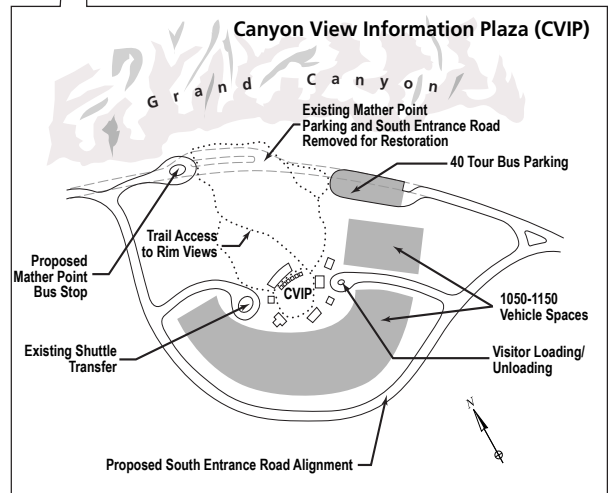 Canyon View Information Plaza (CVIP)
Grand Canyon
Existing Mather Point
Parking and South Entrance Road
Removed for Restoration
40 Tour Bus Parking
Trail Access
to Rim Views
Proposed
Mather Point
Bus Stop
CVIP
1050-1150
Vehicle Spaces
Existing Shuttle
Transfer
Visitor Loading/
Unloading
N
Proposed South Entrance Road Alignment